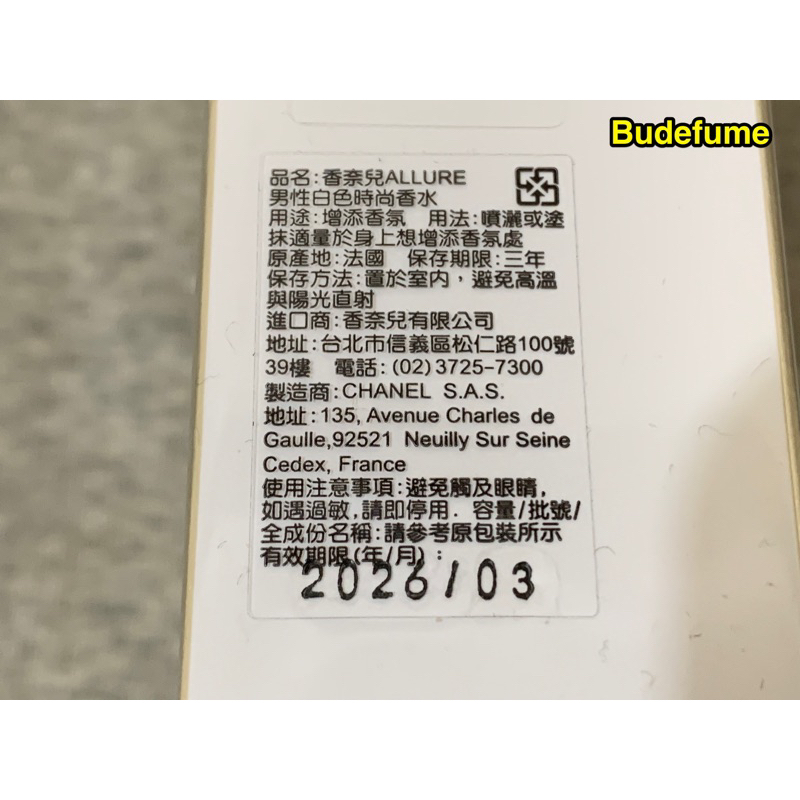 Budefume
品名:香奈兒ALLURE
男性白色時尚香水
用途:增添香氛 用法:噴灑或塗
抹適量於身上想增添香氛處
原產地:法國 保存期限:三年
保存方法:置於室內，避免高溫
與陽光直射
進口商:香奈兒有限公司
地址:台北市信義區松仁路100號
39樓 電話:(02)3725-7300
製造商:CHANEL S.A.S.
地址:135, Avenue Charles de
Gaulle,92521 Neuilly Sur Seine
Cedex, France
使用注意事項:避免觸及眼睛,
如遇過敏,請即停用. 容量/批號/
全成份名稱:請參考原包裝所示
有效期限(年/月):
2026/03